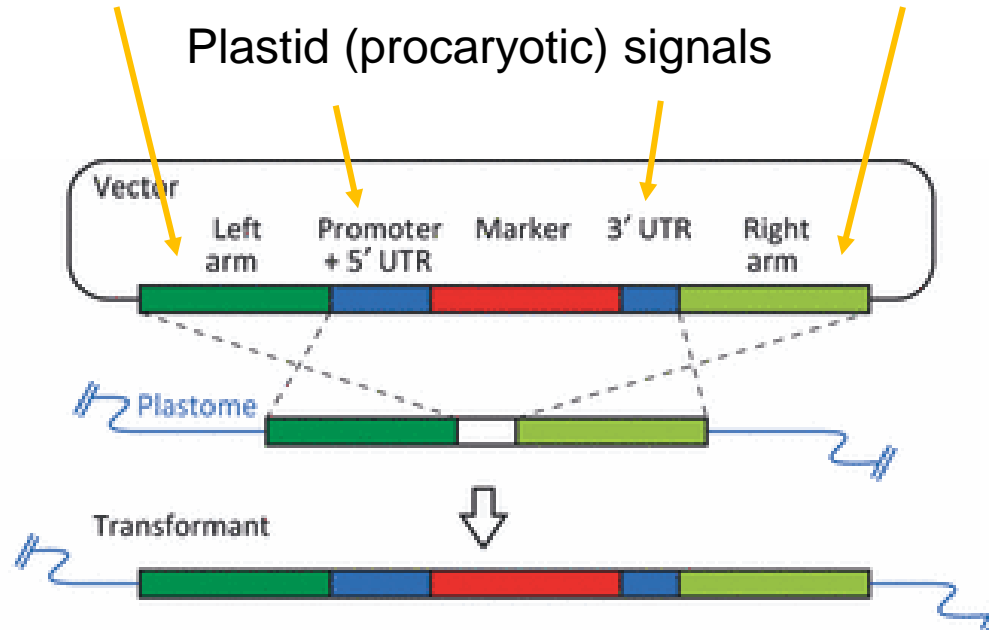 Plastid (procaryotic) signals
Vector
Left arm
Promoter + 5′ UTR
Marker
3′ UTR
Right arm
Plastome
Transformant